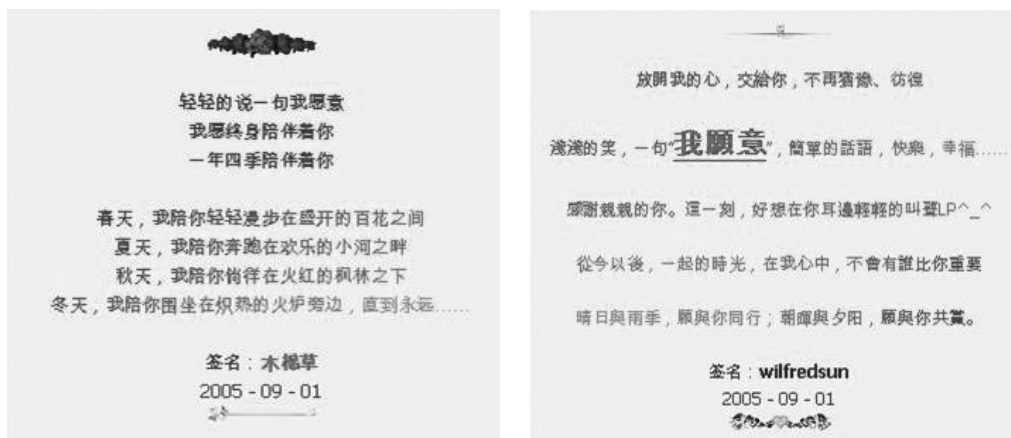 轻轻的说一句我愿意
我愿终身陪伴着你
一年四季陪伴着你
春天，我陪你轻轻漫步在盛开的百花之间
夏天，我陪你奔跑在欢乐的小河之畔
秋天，我陪你徜徉在火红的枫林之下
冬天，我陪你围坐在炽热的火炉旁边，直到永远……
签名：木棉草
2005 - 09 - 01
放開我的心，交給你，不再猶豫、彷徨
淺淺的笑，一句“我願意”，簡單的話語，快樂，幸福……
感謝親親的你。這一刻，好想在你耳邊輕輕的叫聲LP^_^
從今以後，一起的時光，在我心中，不會有誰比你重要
晴日與雨季，願與你同行；朝暉與夕阳，願與你共賞。
签名：wilfredsun
2005 - 09 - 01